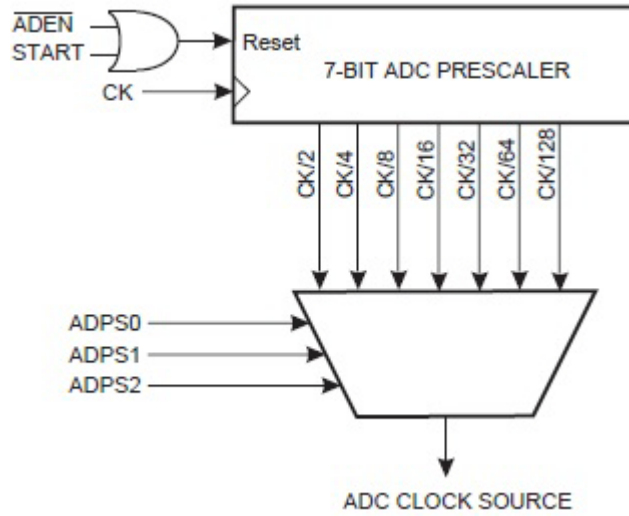 ADEN
START
Reset
7-BIT ADC PRESCALER
CK
CK/2
CK/4
CK/8
CK/16
CK/32
CK/64
CK/128
ADPS0
ADPS1
ADPS2
ADC CLOCK SOURCE